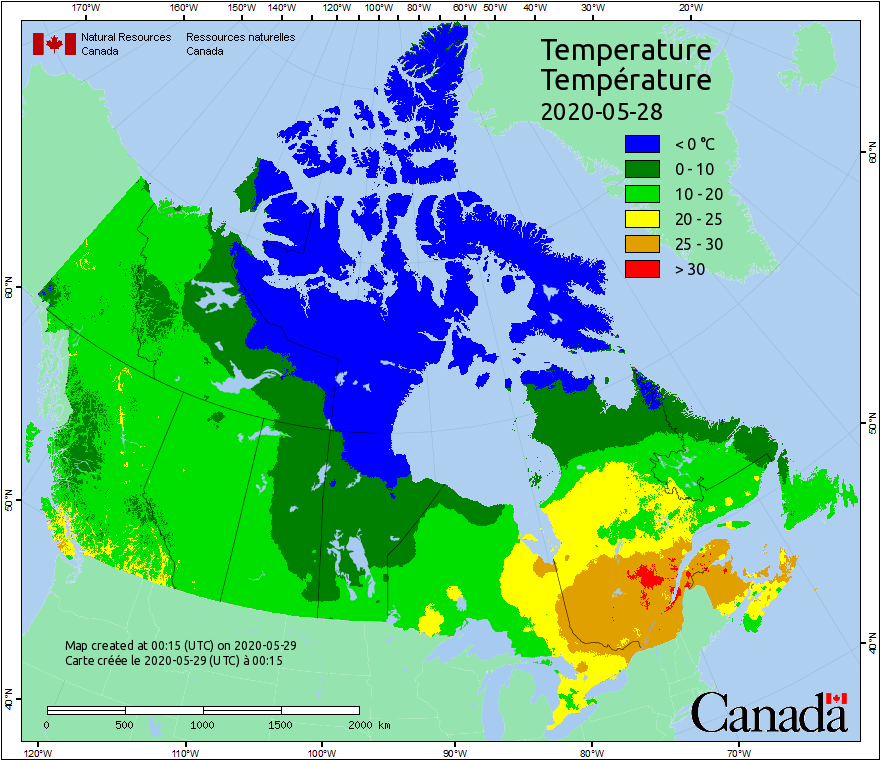 170°W 160°W 150°W 140°W 130°W 120°W 110°W 100°W 90°W 80°W 70°W 60°W 50°W 40°W 30°W 20°W
Natural Resources Canada
Ressources naturelles Canada
Temperature
Température
2020-05-28
< 0 °C
0 - 10
10 - 20
20 - 25
25 - 30
> 30
60°N
60°N
50°N
50°N
40°N
40°N
Map created at 00:15 (UTC) on 2020-05-29
Carte créée le 2020-05-29 (UTC) à 00:15
0 500 1000 1500 2000 km
Canada
120°W 110°W 100°W 90°W 80°W 70°W